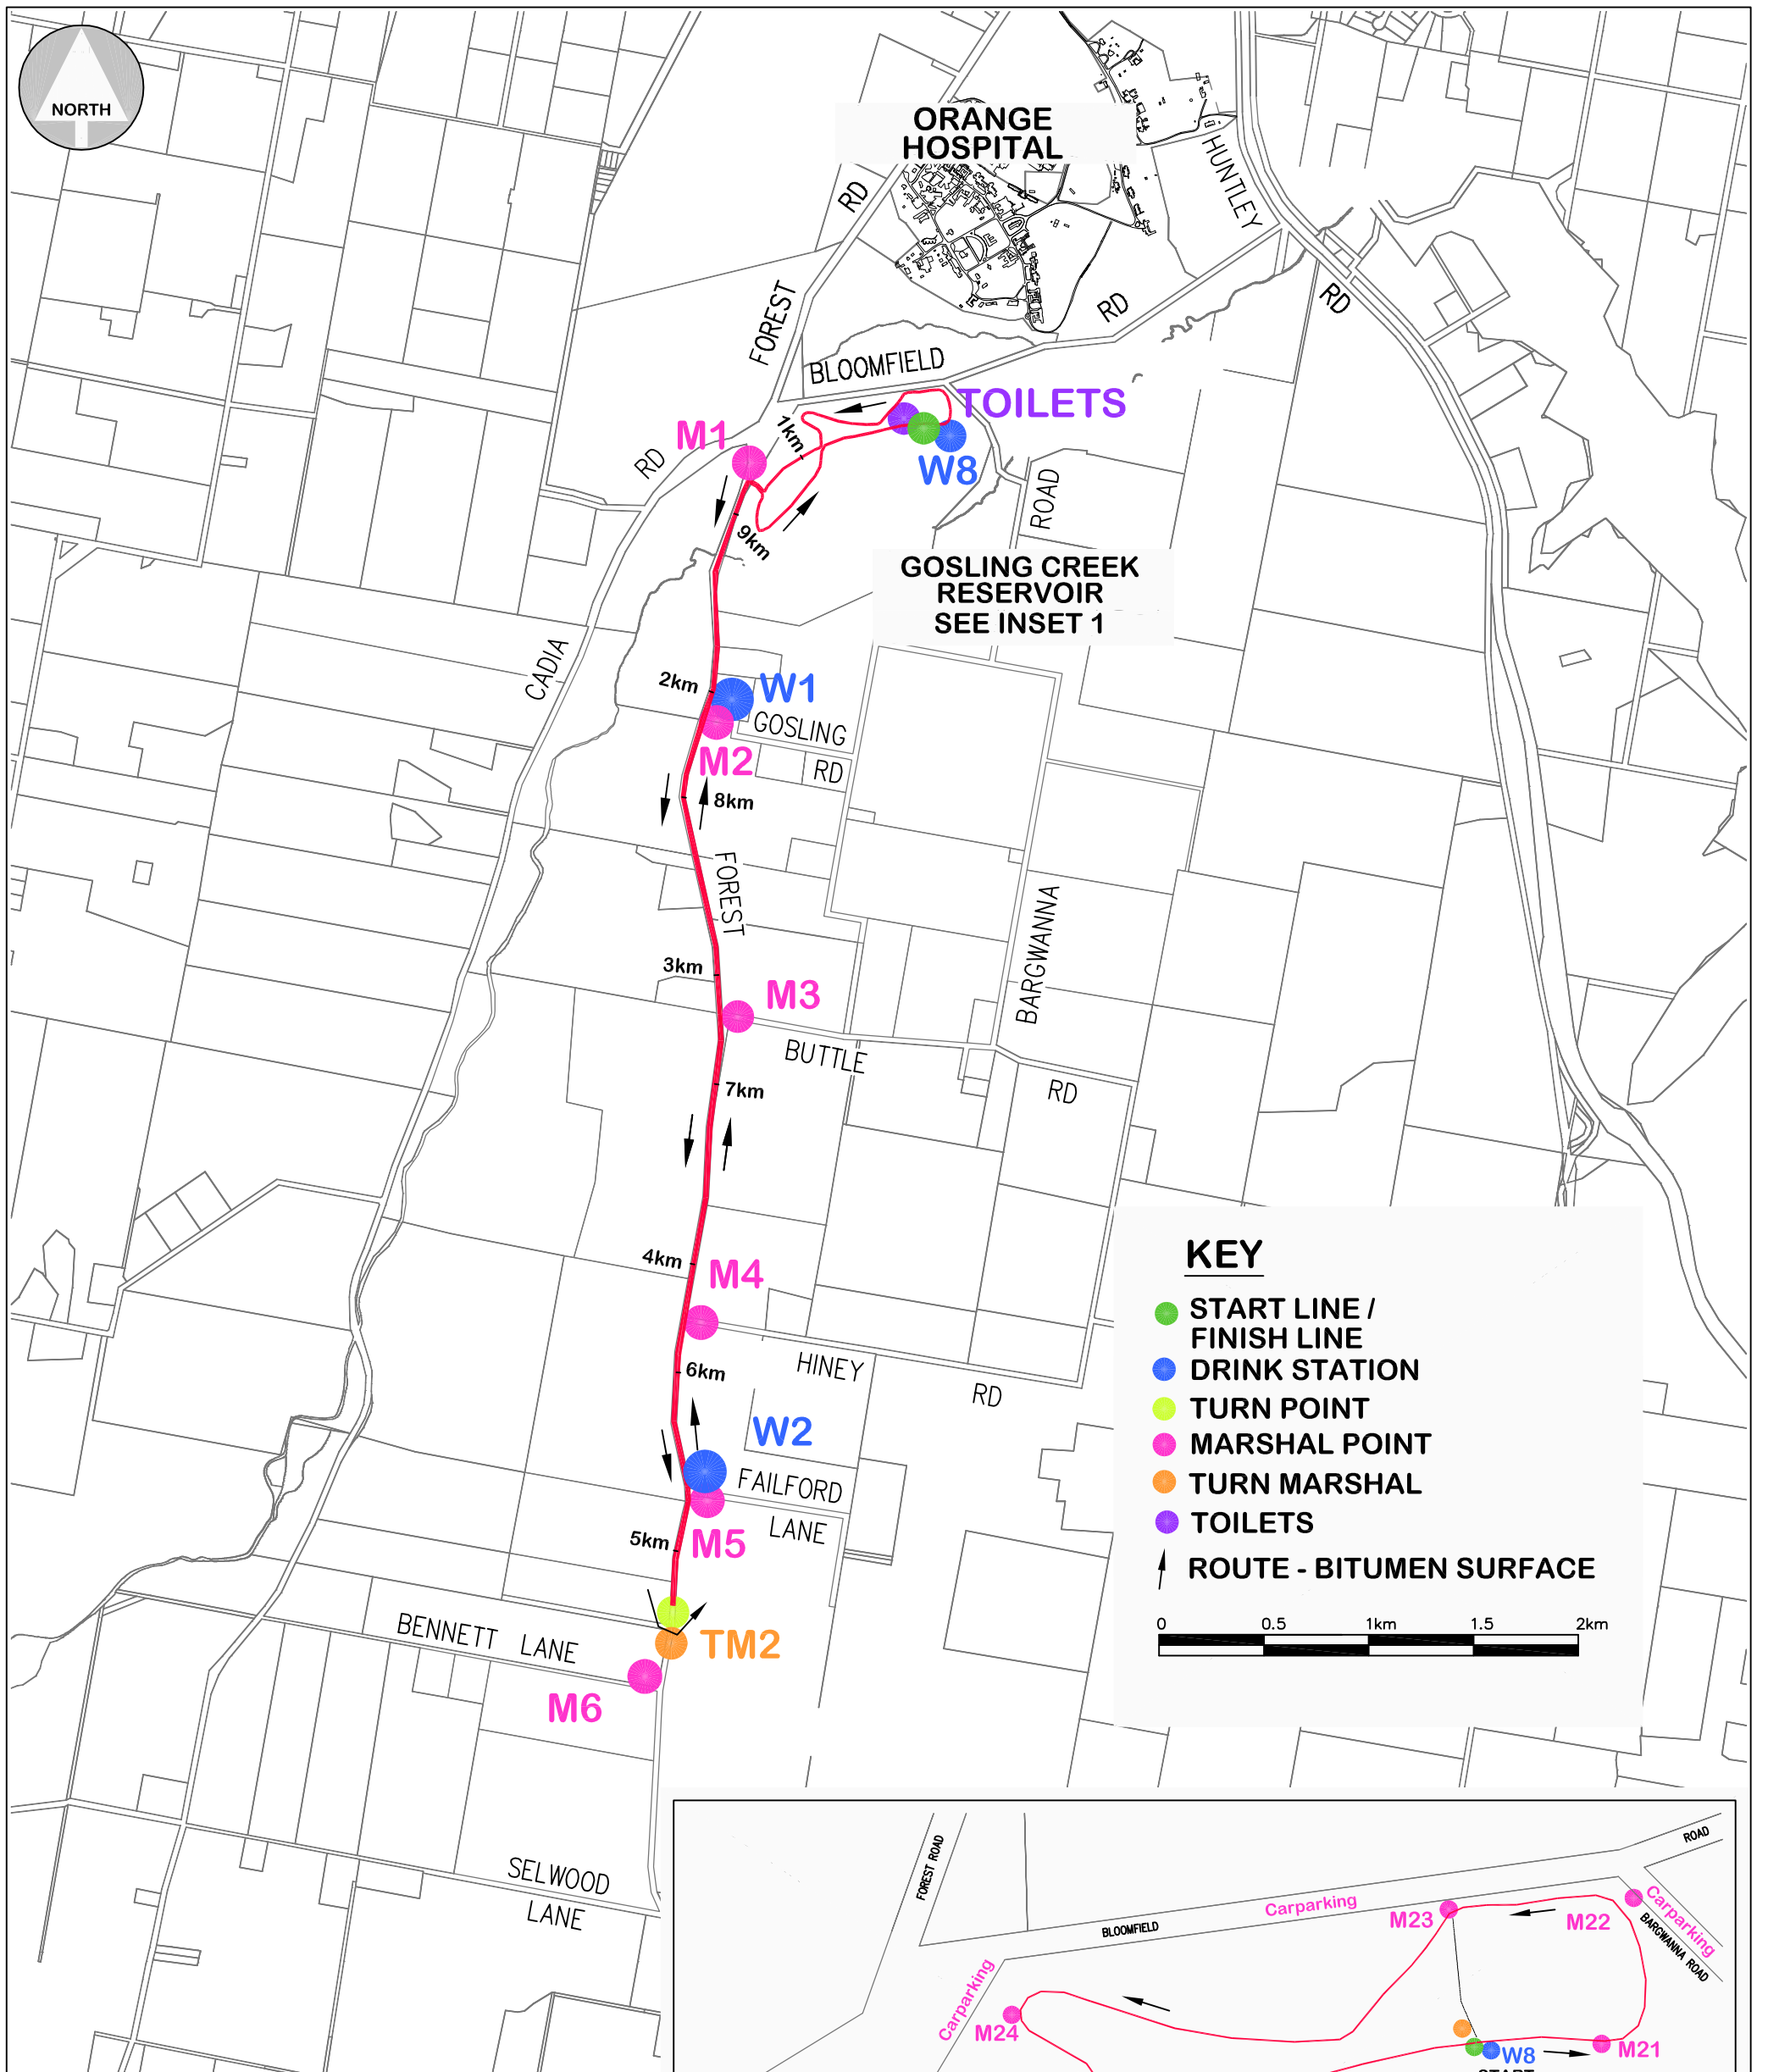 NORTH
ORANGE
HOSPITAL
HUNTLEY
RD
RD
FOREST
RD
RD
BLOOMFIELD
TOILETS
M1
1km
W8
RD
ROAD
9km
GOSLING CREEK
RESERVOIR
SEE INSET 1
CADIA
2km
W1
GOSLING
M2
RD
8km
FOREST
BARGWANNA
3km
M3
BUTTLE
7km
RD
4km
M4
KEY
START LINE /
FINISH LINE
DRINK STATION
TURN POINT
MARSHAL POINT
TURN MARSHAL
TOILETS
ROUTE - BITUMEN SURFACE
0 0.5 1km 1.5 2km
HINEY
6km
RD
W2
FAILFORD
LANE
5km
M5
BENNETT LANE
TM2
M6
SELWOOD
LANE
FOREST ROAD
ROAD
Carparking
BLOOMFIELD
M23
M22
Carparking
BARGWANNA ROAD
Carparking
M24
W8
M21
START